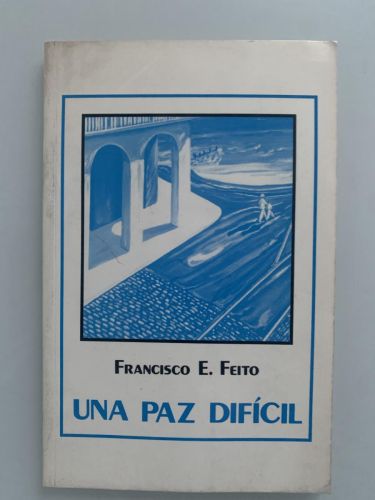 FRANCISCO E. FEITO
UNA PAZ DIFÍCIL